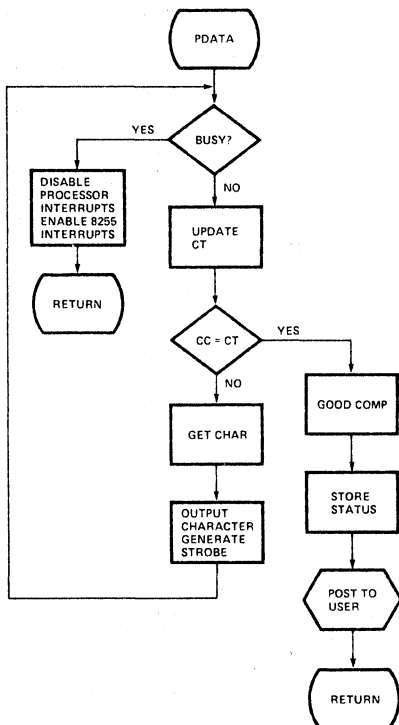 PDATA
YES
BUSY?
DISABLE
PROCESSOR
INTERRUPTS
ENABLE 8255
INTERRUPTS
NO
UPDATE
CT
RETURN
CC = CT
YES
NO
GOOD COMP
GET CHAR
STORE
STATUS
OUTPUT
CHARACTER
GENERATE
STROBE
POST TO
USER
RETURN